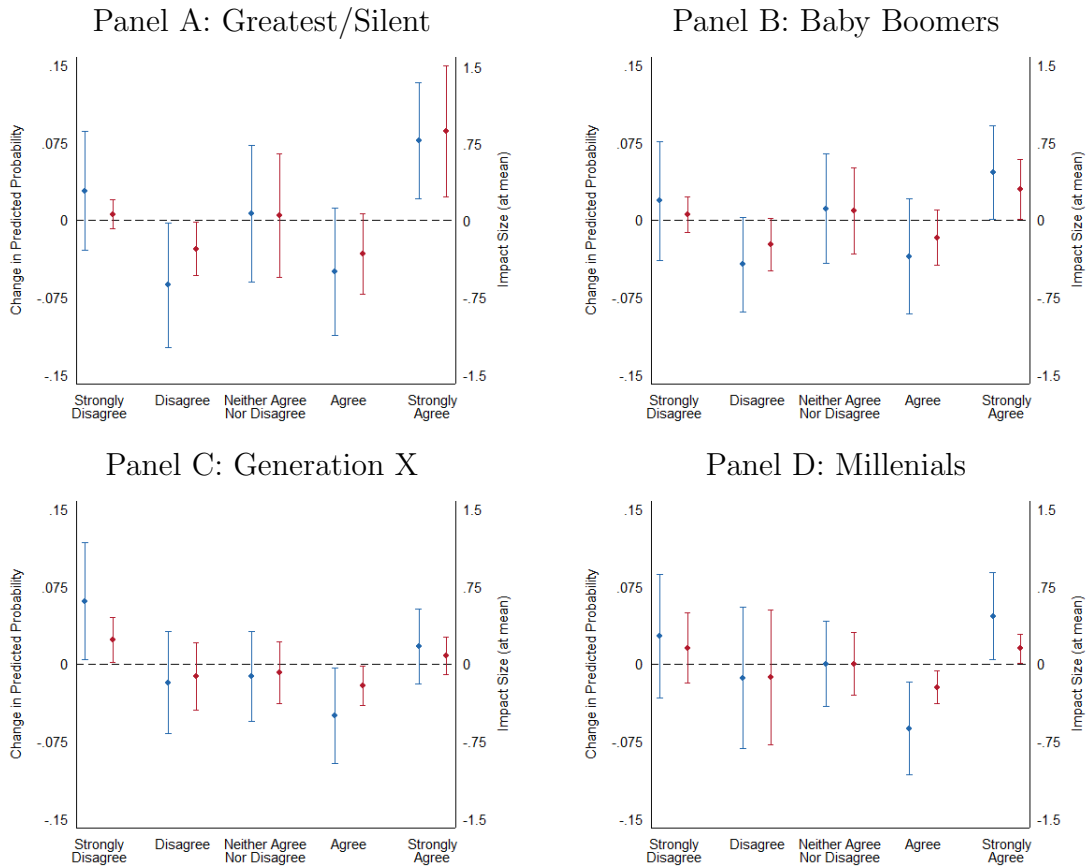 Panel A: Greatest/Silent
Change in Predicted Probability
.15
.075
0
-.075
-.15
1.5
.75
0
-.75
-1.5
Impact Size (at mean)
Strongly
Disagree
Disagree
Neither Agree
Nor Disagree
Agree
Strongly
Agree
Panel B: Baby Boomers
Change in Predicted Probability
.15
.075
0
-.075
-.15
1.5
.75
0
-.75
-1.5
Impact Size (at mean)
Strongly
Disagree
Disagree
Neither Agree
Nor Disagree
Agree
Strongly
Agree
Panel C: Generation X
Change in Predicted Probability
.15
.075
0
-.075
-.15
1.5
.75
0
-.75
-1.5
Impact Size (at mean)
Strongly
Disagree
Disagree
Neither Agree
Nor Disagree
Agree
Strongly
Agree
Panel D: Millenials
Change in Predicted Probability
.15
.075
0
-.075
-.15
1.5
.75
0
-.75
-1.5
Impact Size (at mean)
Strongly
Disagree
Disagree
Neither Agree
Nor Disagree
Agree
Strongly
Agree